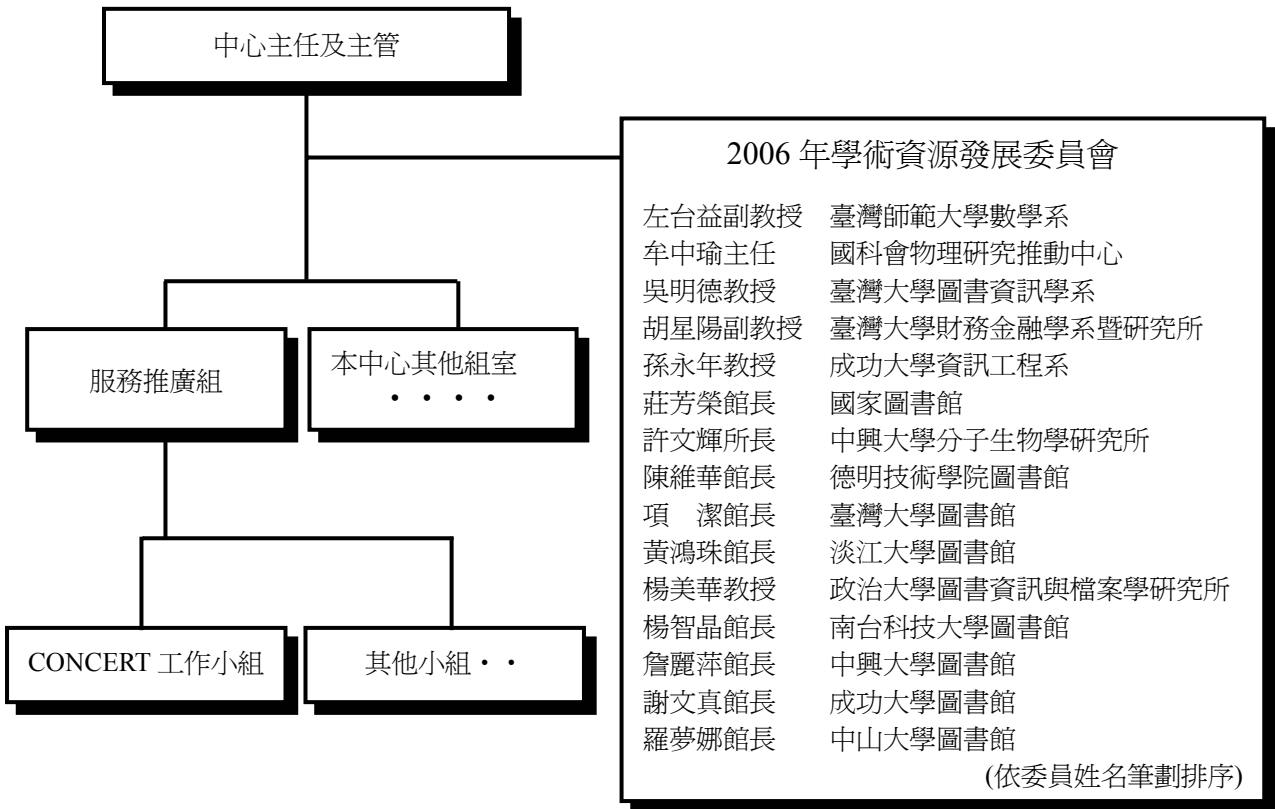 中心主任及主管
2006 年學術資源發展委員會
左台益副教授 臺灣師範大學數學系
牟中瑜主任 國科會物理研究推動中心
吳明德教授 臺灣大學圖書資訊學系
胡星陽副教授 臺灣大學財務金融學系暨研究所
孫永年教授 成功大學資訊工程系
莊芳榮館長 國家圖書館
許文輝所長 中興大學分子生物學研究所
陳維華館長 德明技術學院圖書館
項 潔館長 臺灣大學圖書館
黃鴻珠館長 淡江大學圖書館
楊美華教授 政治大學圖書資訊與檔案學研究所
楊智晶館長 南台科技大學圖書館
詹麗萍館長 中興大學圖書館
謝文真館長 成功大學圖書館
羅夢娜館長 中山大學圖書館
(依委員姓名筆劃排序)
服務推廣組
本中心其他組室
・・・・
CONCERT 工作小組
其他小組・・